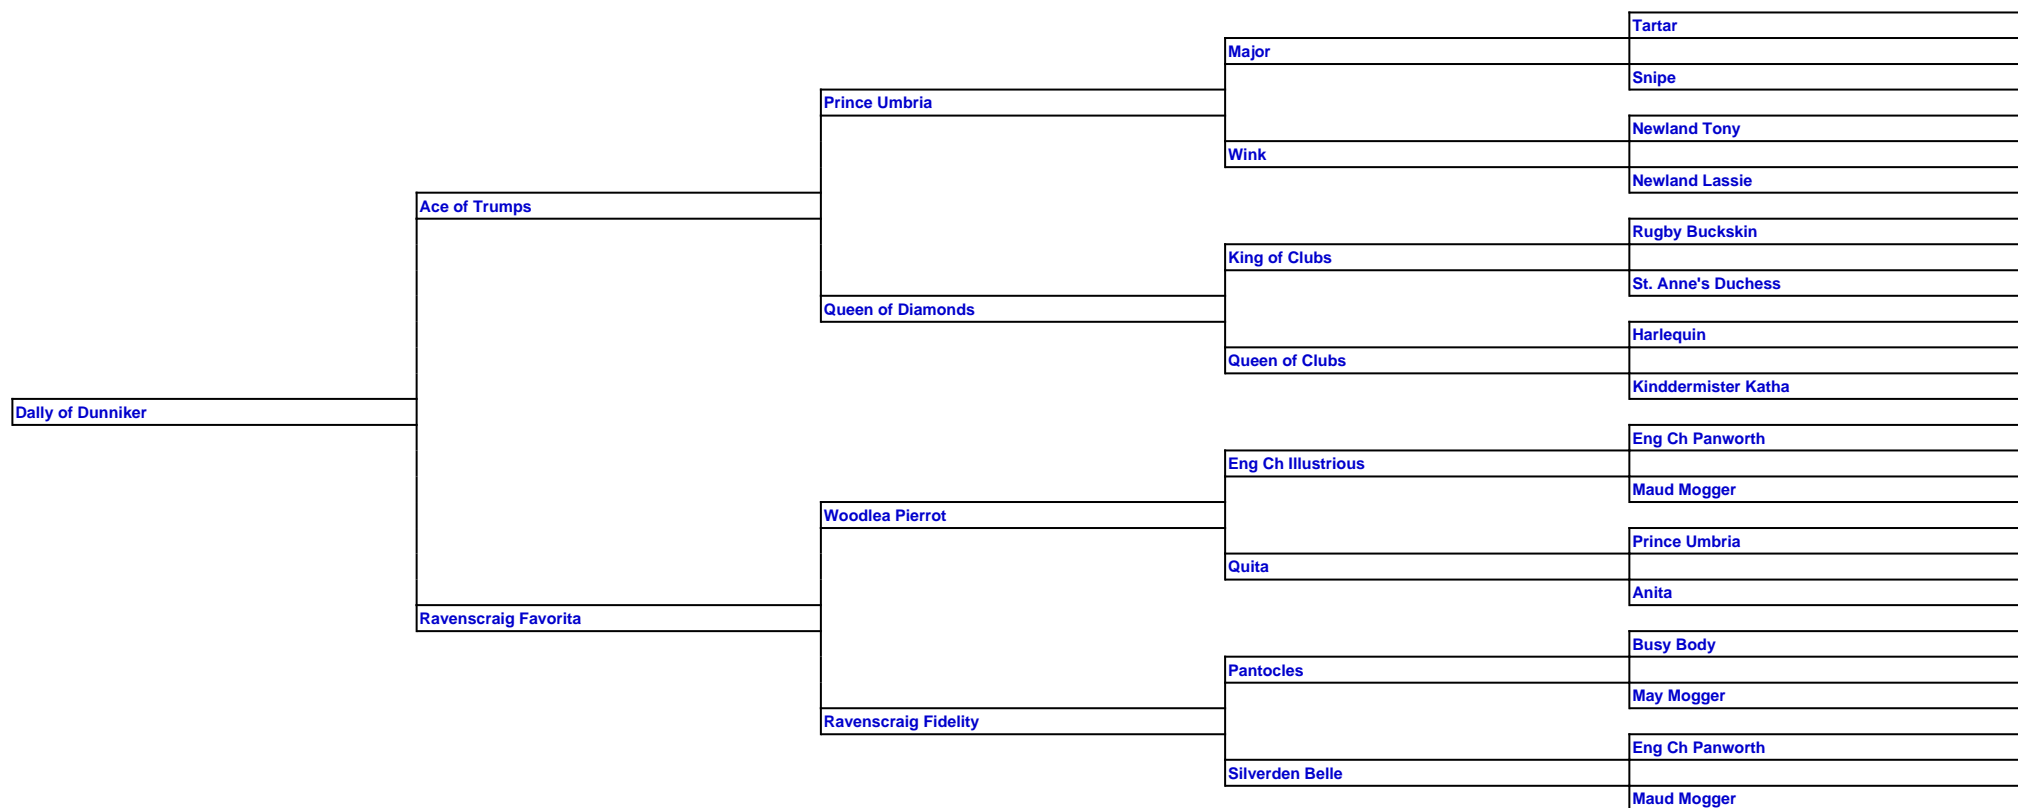 Tartar
Major
Snipe
Prince Umbria
Newland Tony
Wink
Newland Lassie
Ace of Trumps
Rugby Buckskin
King of Clubs
St. Anne's Duchess
Queen of Diamonds
Harlequin
Queen of Clubs
Kinddermister Katha
Dally of Dunniker
Eng Ch Panworth
Eng Ch Illustrious
Maud Mogger
Woodlea Pierrot
Prince Umbria
Quita
Anita
Ravenscraig Favorita
Busy Body
Pantocles
May Mogger
Ravenscraig Fidelity
Eng Ch Panworth
Silverden Belle
Maud Mogger